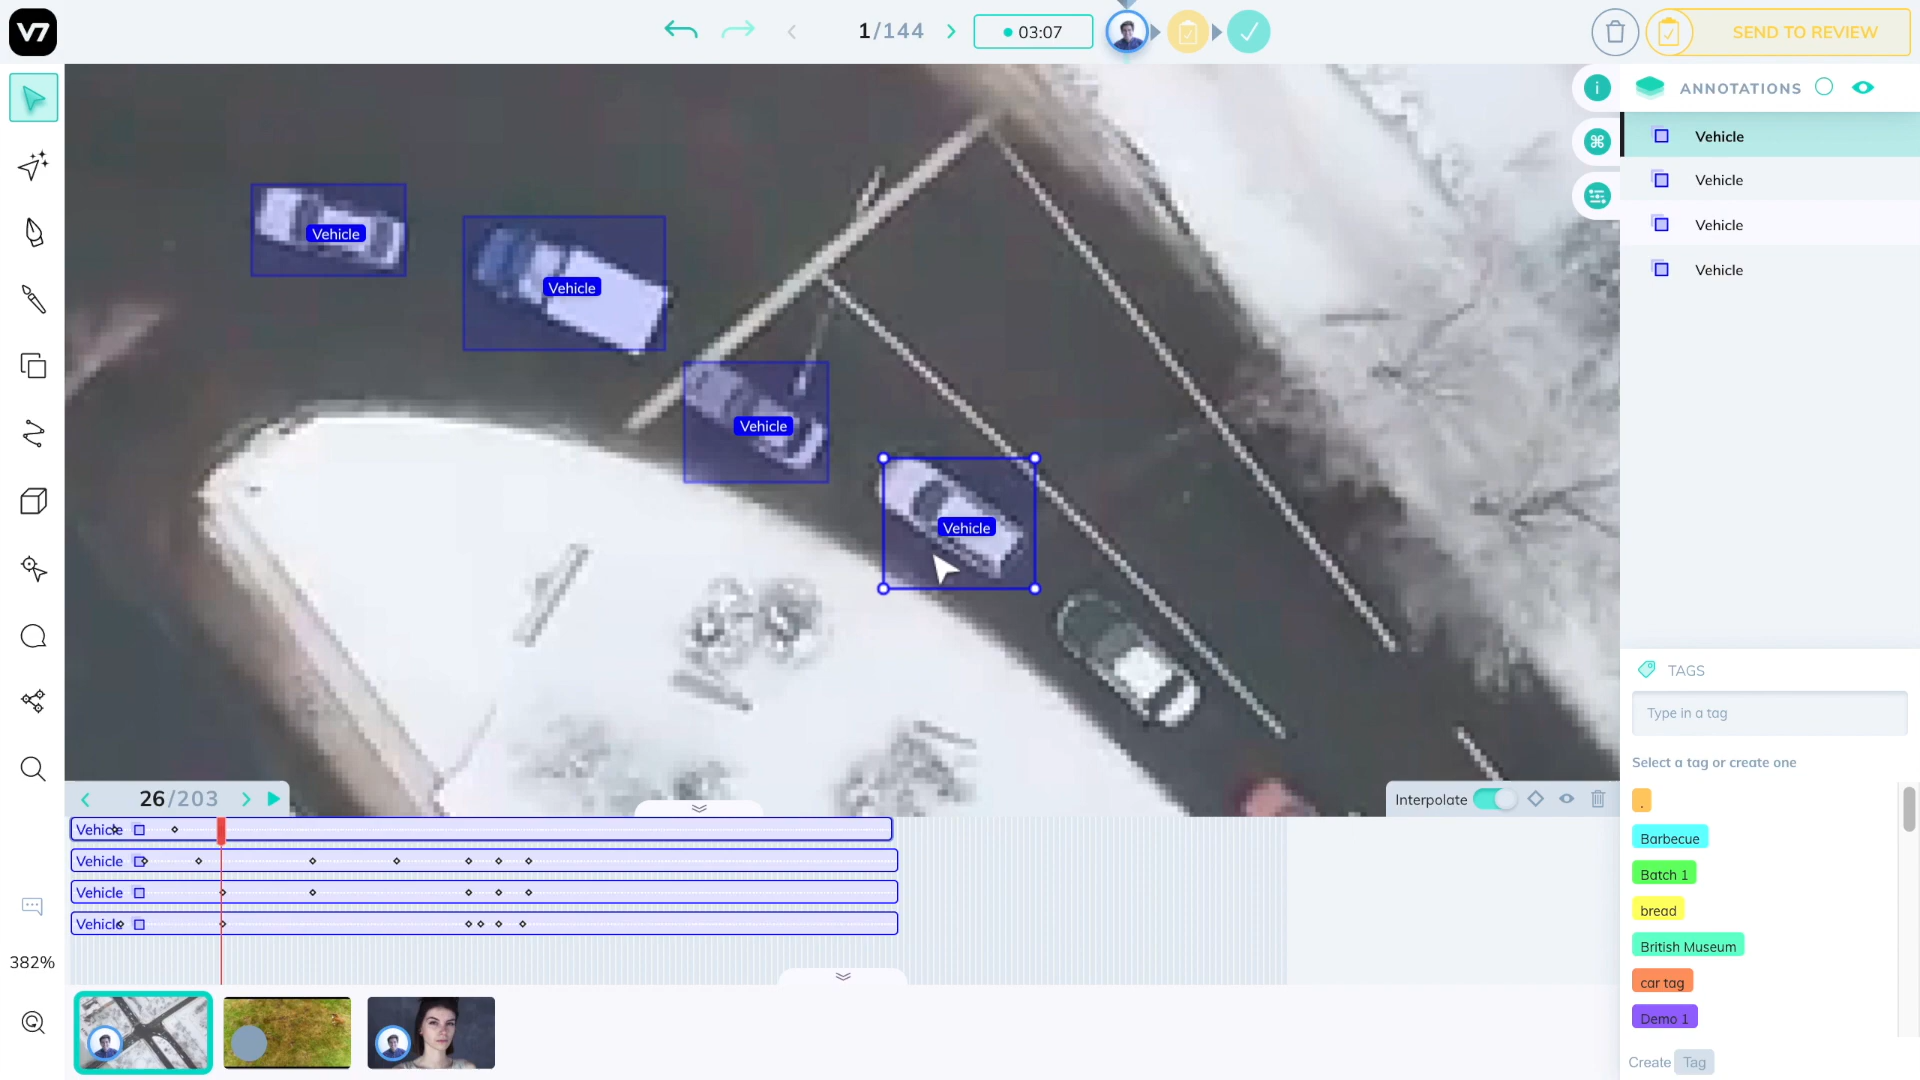 V7
1/144
03:07
SEND TO REVIEW
ANNOTATIONS
Vehicle
Vehicle
Vehicle
Vehicle
Vehicle
Vehicle
Vehicle
Vehicle
TAGS
Type in a tag
Select a tag or create one
.
Barbecue
Batch 1
bread
British Museum
car tag
Demo 1
Create Tag
26/203
Interpolate
Vehicle
Vehicle
Vehicle
Vehicle
382%